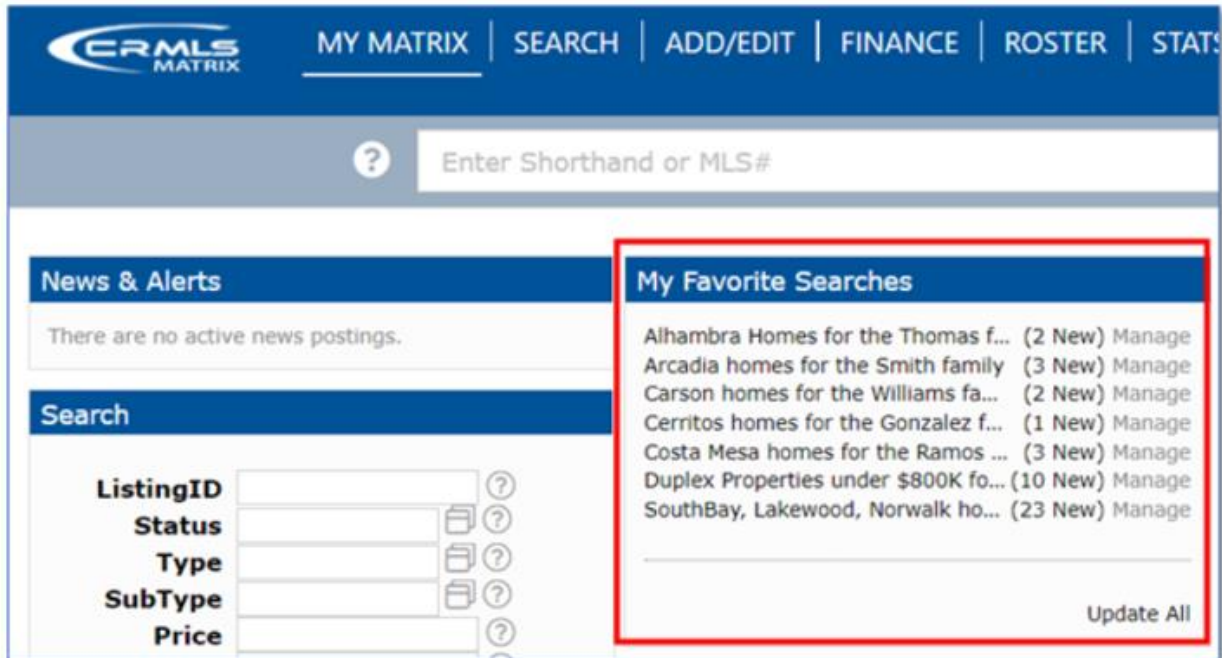 CRMLS
MATRIX
MY MATRIX | SEARCH | ADD/EDIT | FINANCE | ROSTER | STATS
? Enter Shorthand or MLS#
News & Alerts
There are no active news postings.
Search
ListingID ?
Status ?
Type ?
SubType ?
Price ?
My Favorite Searches
Alhambra Homes for the Thomas f... (2 New) Manage
Arcadia homes for the Smith family (3 New) Manage
Carson homes for the Williams fa... (2 New) Manage
Cerritos homes for the Gonzalez f... (1 New) Manage
Costa Mesa homes for the Ramos ... (3 New) Manage
Duplex Properties under $800K fo... (10 New) Manage
SouthBay, Lakewood, Norwalk ho... (23 New) Manage
Update All